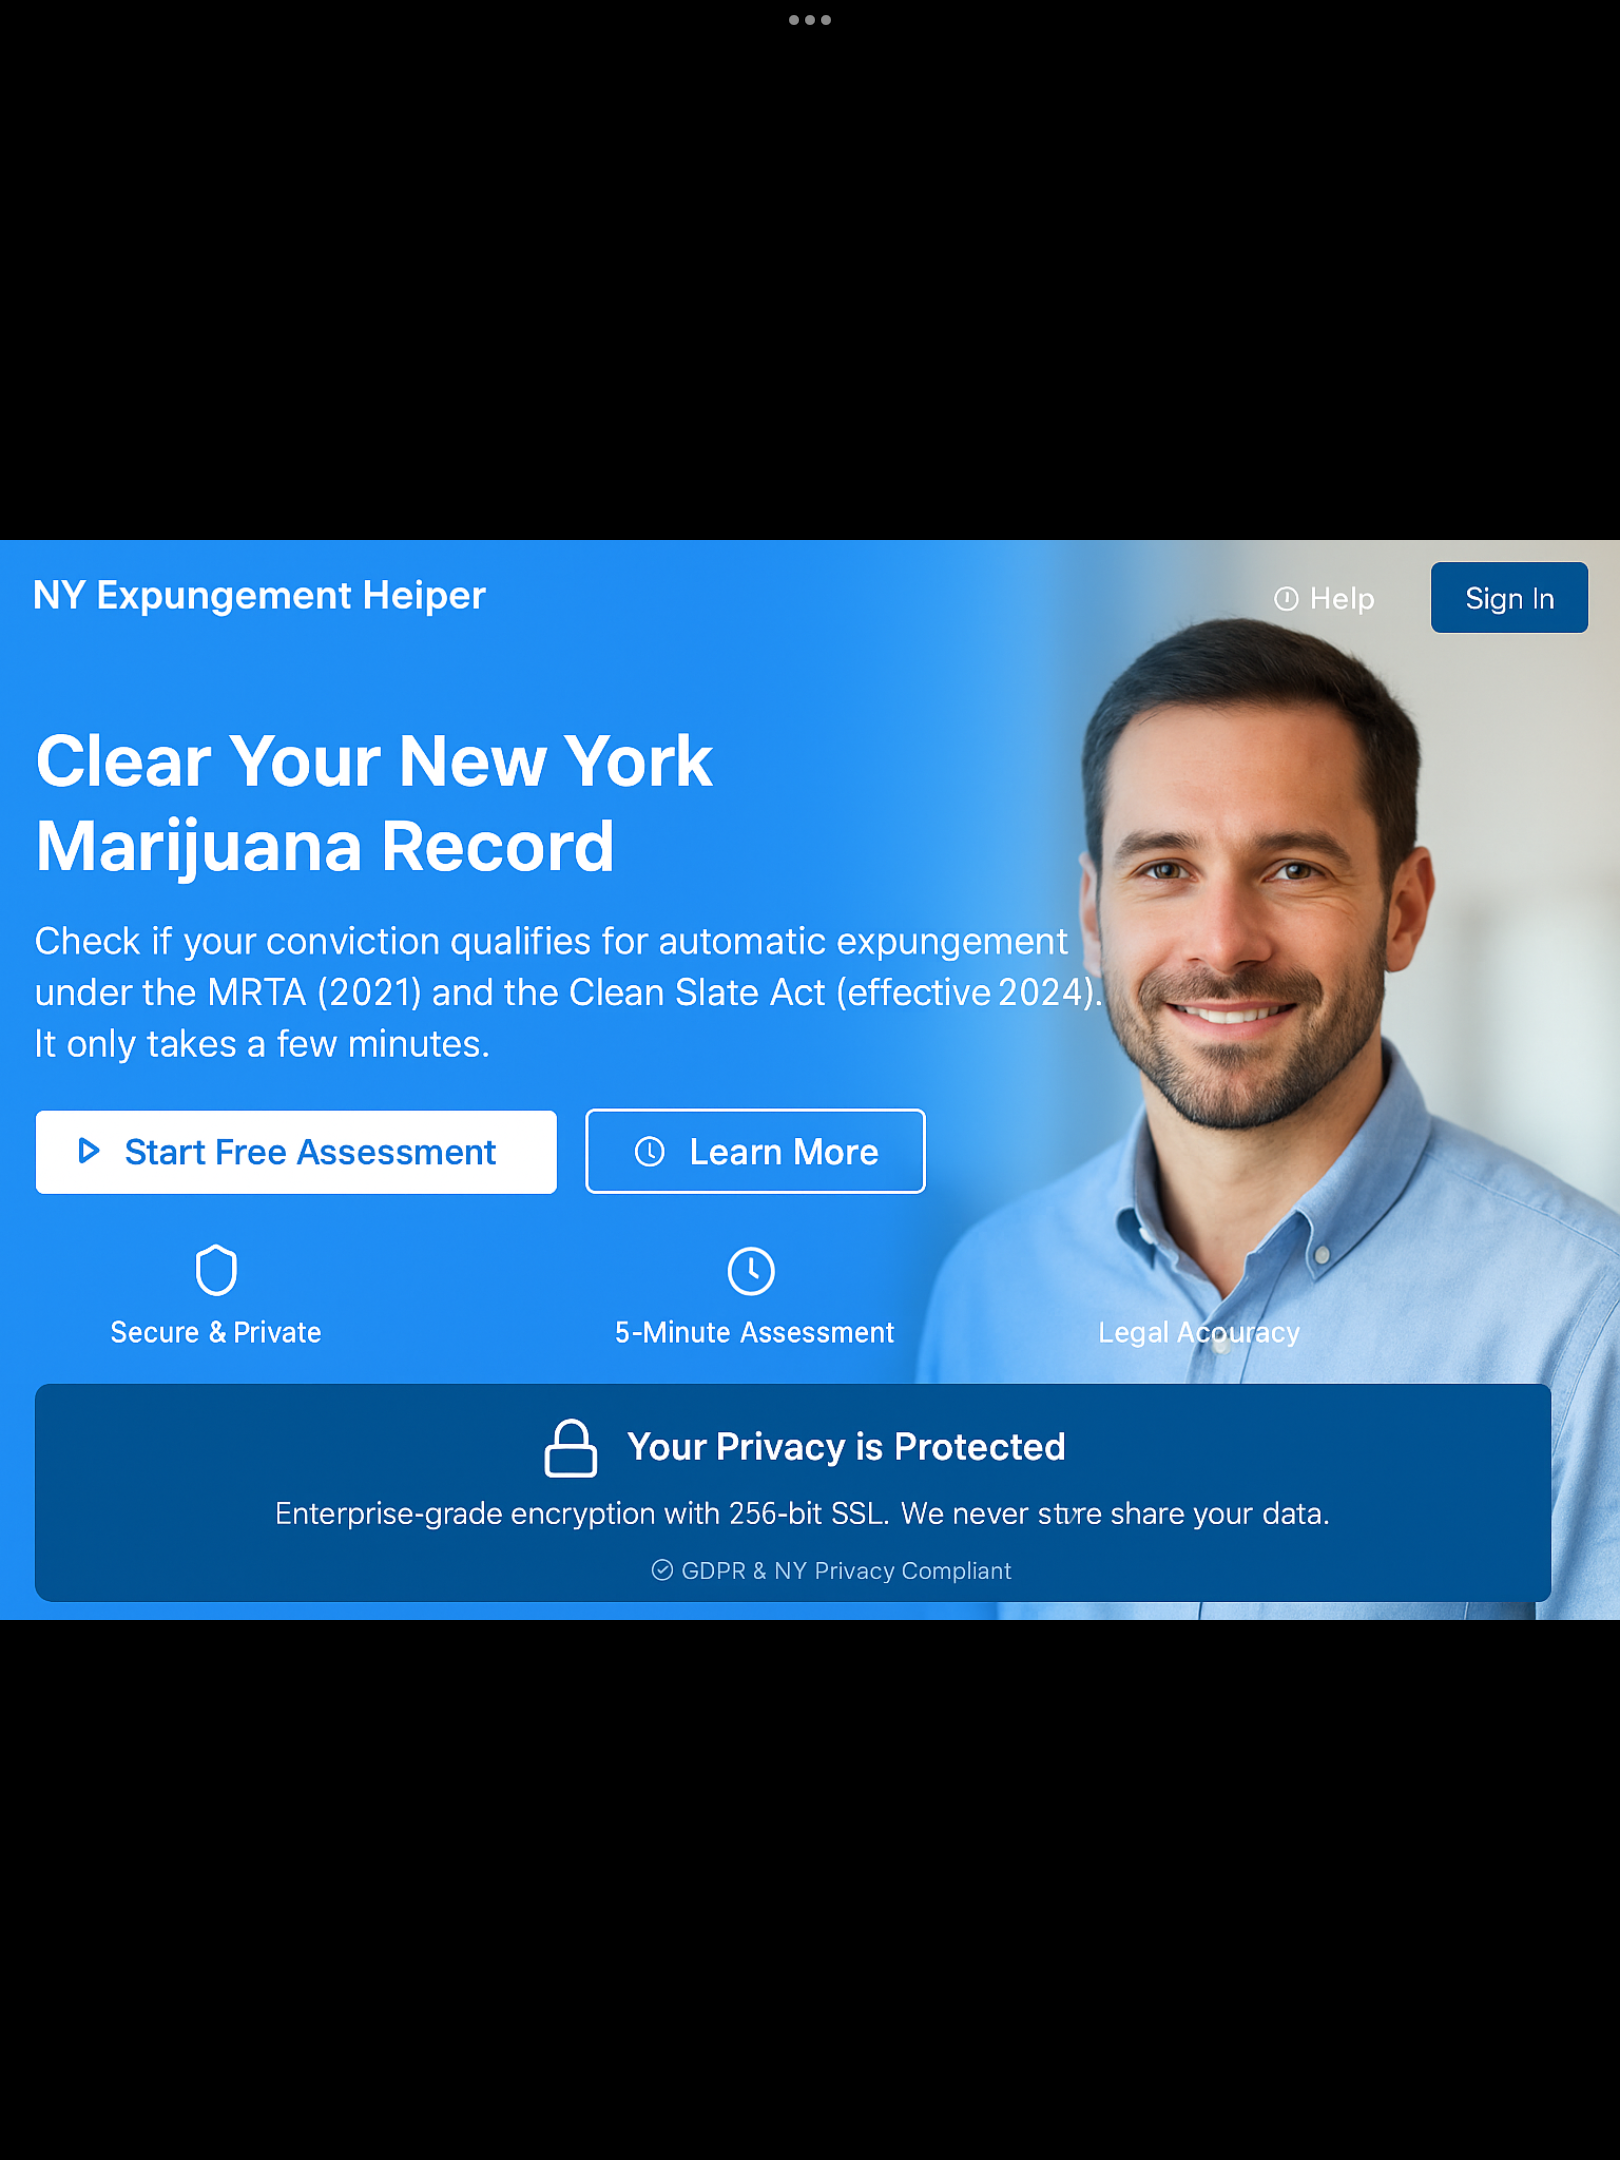 NY Expungement Heiper
Help
Sign In
Clear Your New York
Marijuana Record
Check if your conviction qualifies for automatic expungement
under the MRTA (2021) and the Clean Slate Act (effective 2024).
It only takes a few minutes.
Start Free Assessment
Learn More
Secure & Private
5-Minute Assessment
Legal Acouracy
Your Privacy is Protected
Enterprise-grade encryption with 256-bit SSL. We never share your data.
GDPR & NY Privacy Compliant